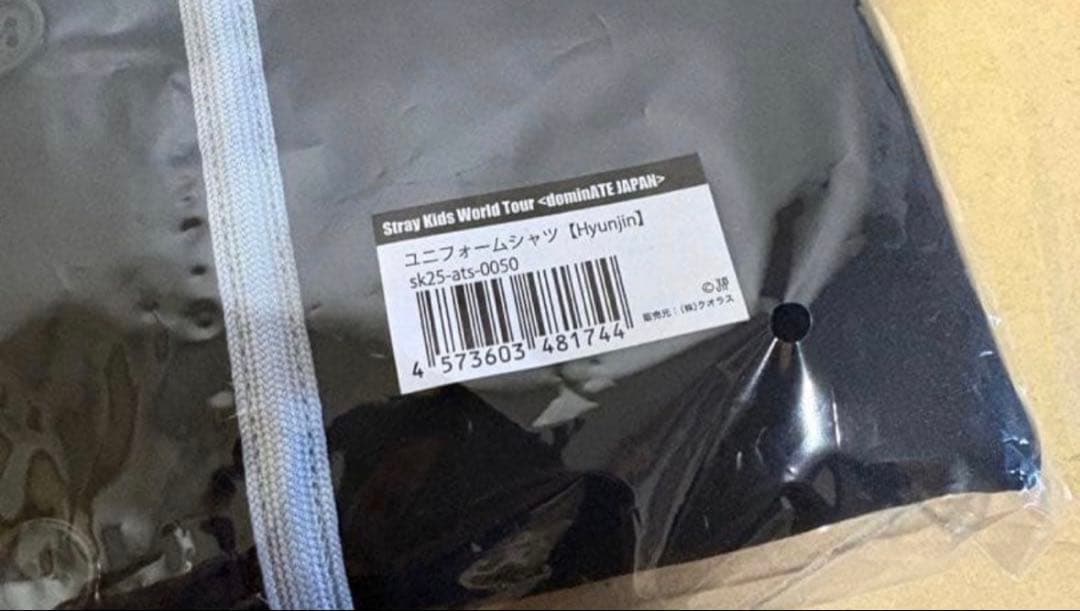 Stray Kids World Tour <dominATE JAPAN>
ユニフォームシャツ【Hyunjin】
sk25-ats-0050
4 573603 481744
©JYP
販売元：(株)クオラス